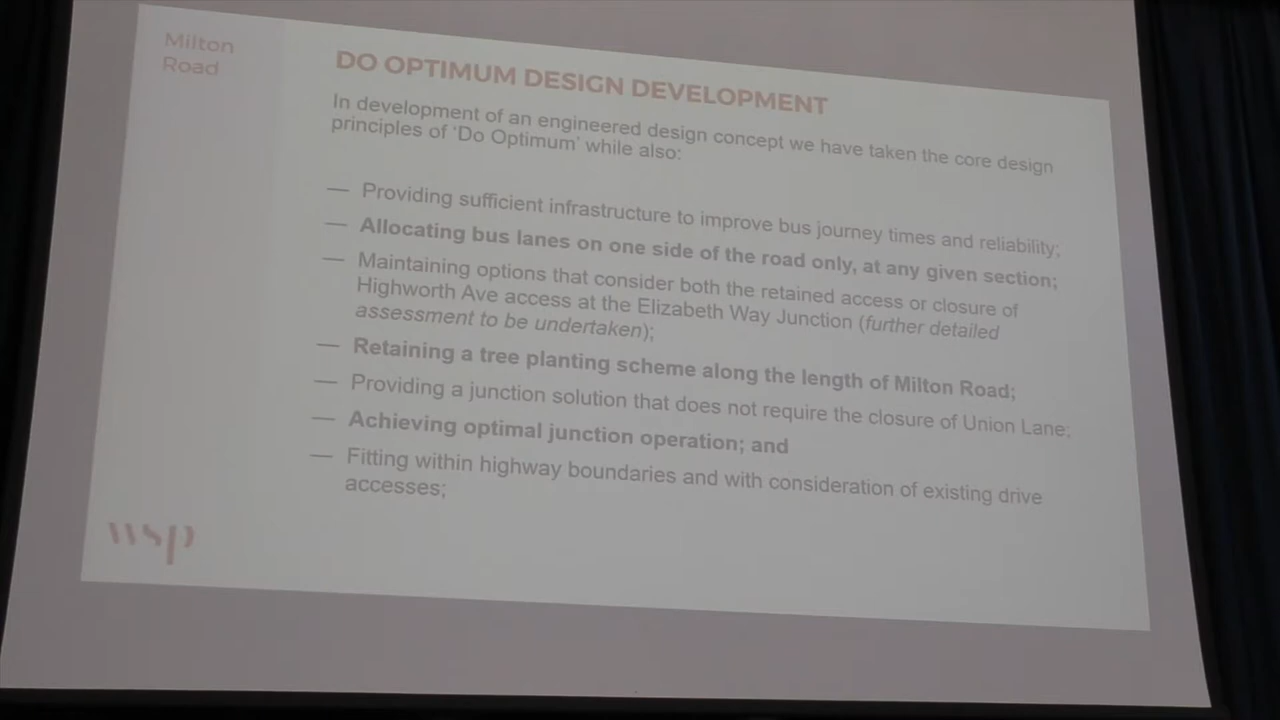 Milton
Road
DO OPTIMUM DESIGN DEVELOPMENT
In development of an engineered design concept we have taken the core design
principles of 'Do Optimum' while also:
— Providing sufficient infrastructure to improve bus journey times and reliability;
— Allocating bus lanes on one side of the road only, at any given section;
— Maintaining options that consider both the retained access or closure of
Highworth Ave access at the Elizabeth Way Junction (further detailed
assessment to be undertaken);
— Retaining a tree planting scheme along the length of Milton Road;
— Providing a junction solution that does not require the closure of Union Lane;
— Achieving optimal junction operation; and
— Fitting within highway boundaries and with consideration of existing drive
accesses;
wsp